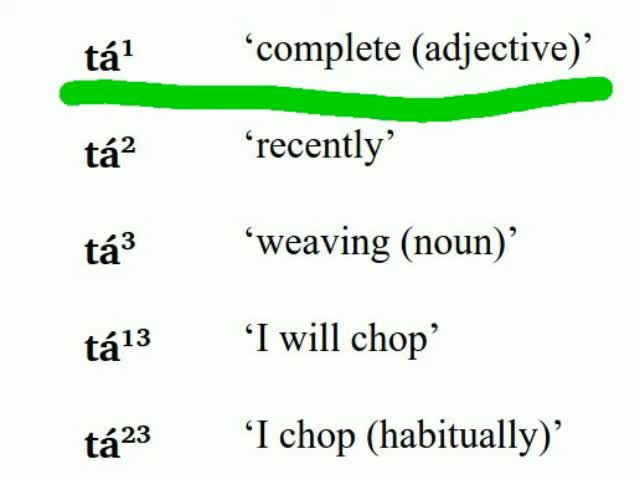 tá¹ ‘complete (adjective)’
tá² ‘recently’
tá³ ‘weaving (noun)’
tá¹³ ‘I will chop’
tá²³ ‘I chop (habitually)’